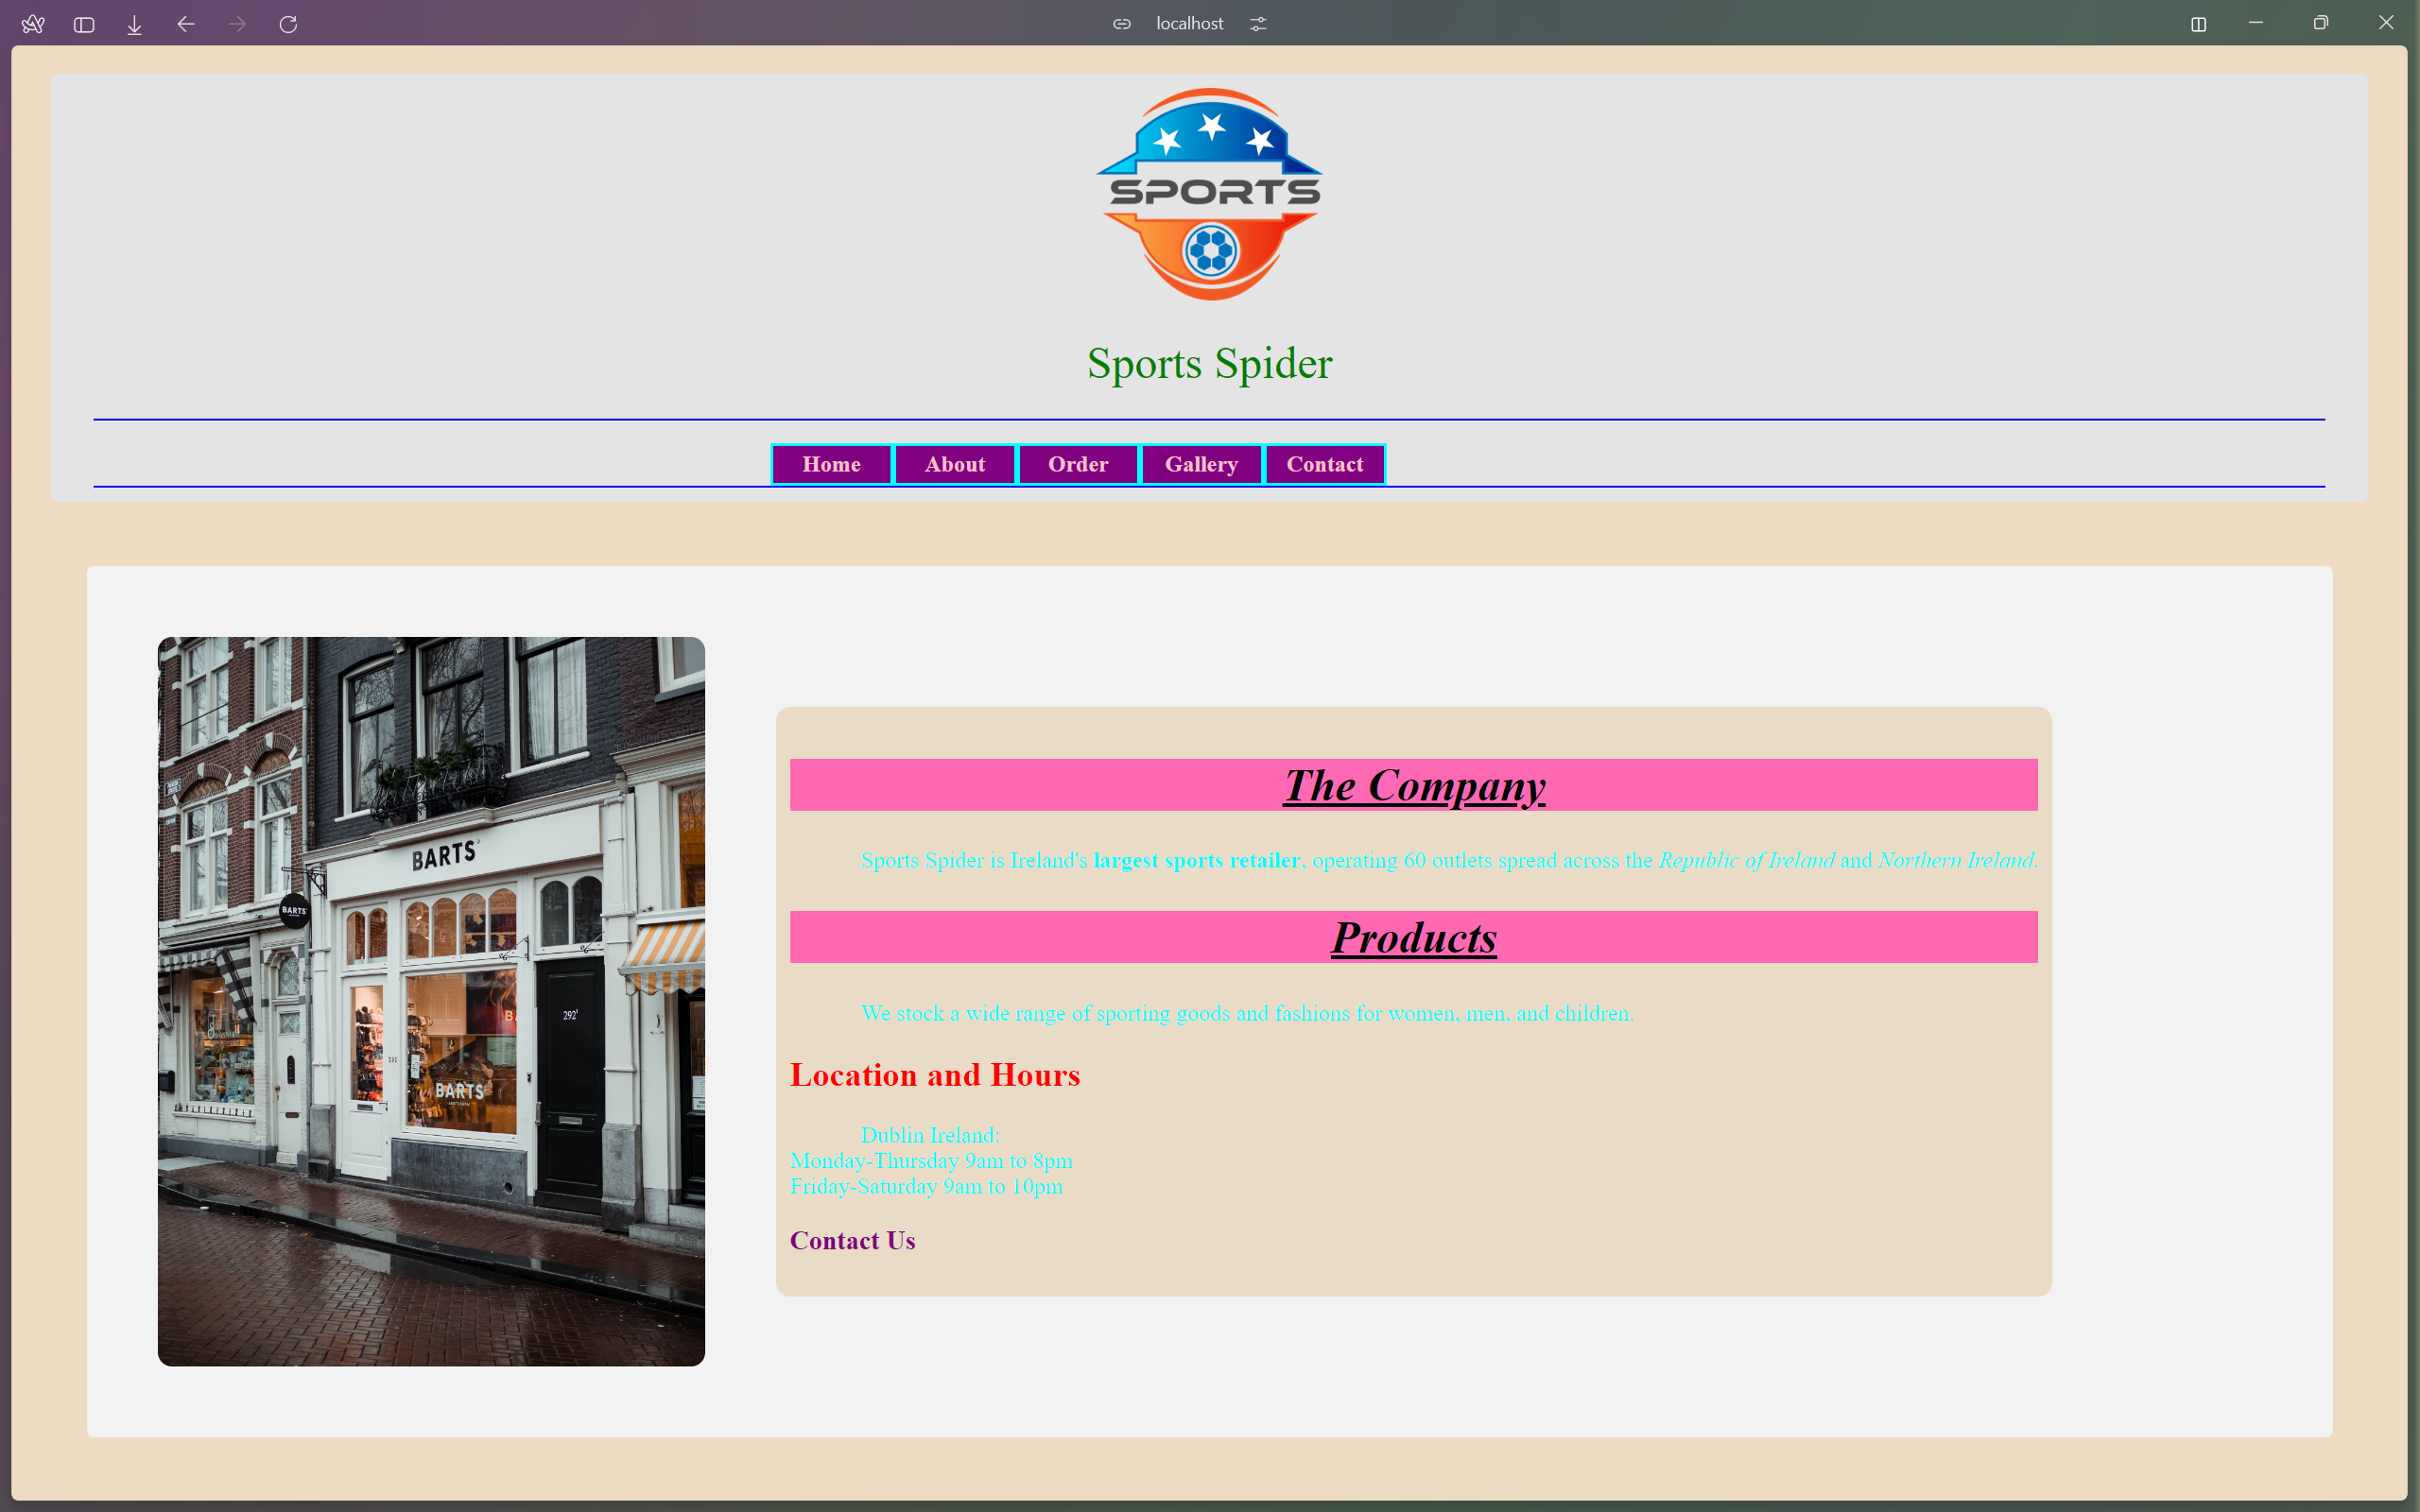 localhost
SPORTS
Sports Spider
Home About Order Gallery Contact
BARTS
BARTS
292
292
BARTS
The Company
Sports Spider is Ireland's largest sports retailer, operating 60 outlets spread across the Republic of Ireland and Northern Ireland.
Products
We stock a wide range of sporting goods and fashions for women, men, and children.
Location and Hours
Dublin Ireland:
Monday-Thursday 9am to 8pm
Friday-Saturday 9am to 10pm
Contact Us